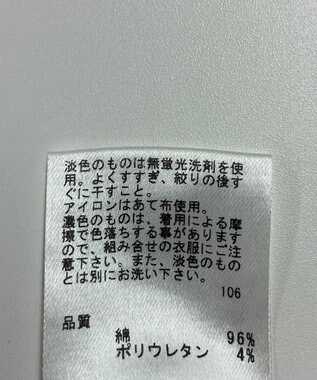 淡色のものは無蛍光洗剤を使
用。よくすすぎ、絞りの後す
ぐに干すこと。
アイロンはあて布使用。
濃色のものは、着用による摩
擦で色落ちする事があります
ので、組み合せの衣服にご注
意下さい。また、淡色のもの
とは別にお洗い下さい。
106
品質
綿 96%
ポリウレタン 4%